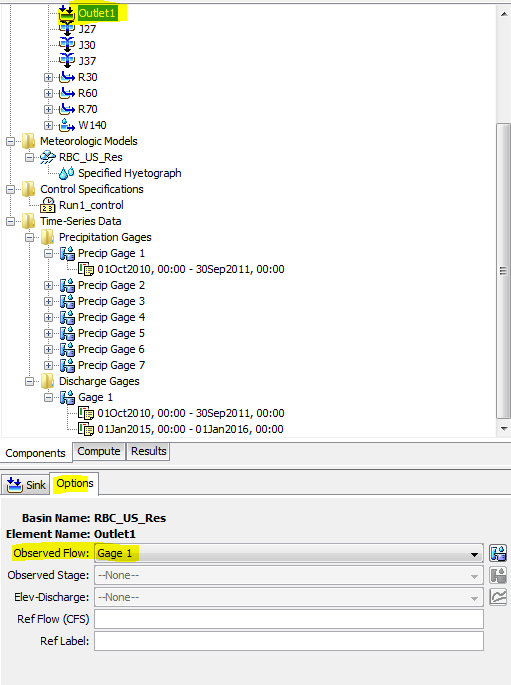 Outlet1
J27
J30
J37
R30
R60
R70
W140
Meteorologic Models
RBC_US_Res
Specified Hyetograph
Control Specifications
Run1_control
Time-Series Data
Precipitation Gages
Precip Gage 1
01Oct2010, 00:00 - 30Sep2011, 00:00
Precip Gage 2
Precip Gage 3
Precip Gage 4
Precip Gage 5
Precip Gage 6
Precip Gage 7
Discharge Gages
Gage 1
01Oct2010, 00:00 - 30Sep2011, 00:00
01Jan2015, 00:00 - 01Jan2016, 00:00
Components Compute Results
Sink Options
Basin Name: RBC_US_Res
Element Name: Outlet1
Observed Flow: Gage 1
Observed Stage: --None--
Elev-Discharge: --None--
Ref Flow (CFS)
Ref Label: